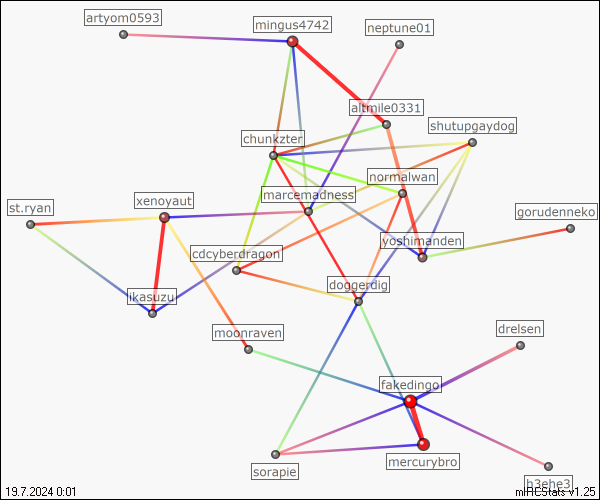 artyom0593
mingus4742
neptune01
altmile0331
shutupgaydog
chunkzter
normalwan
xenoyaut
marcemadness
st.ryan
gorudenneko
yoshimanden
cdcyberdragon
doggerdig
ikasuzu
moonraven
drelsen
fakedingo
mercurybro
sorapie
h3ehe3
19.7.2024 0:01
mIRCStats v1.25